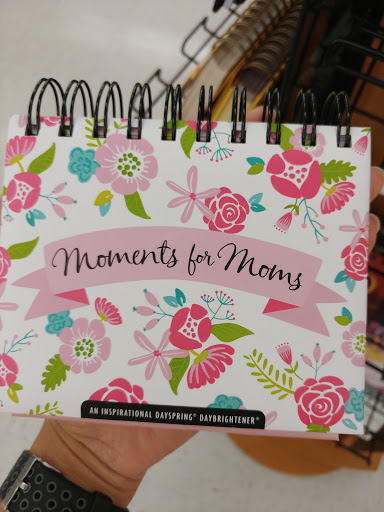 Moments for Moms
AN INSPIRATIONAL DAYSPRING® DAYBRIGHTENER®